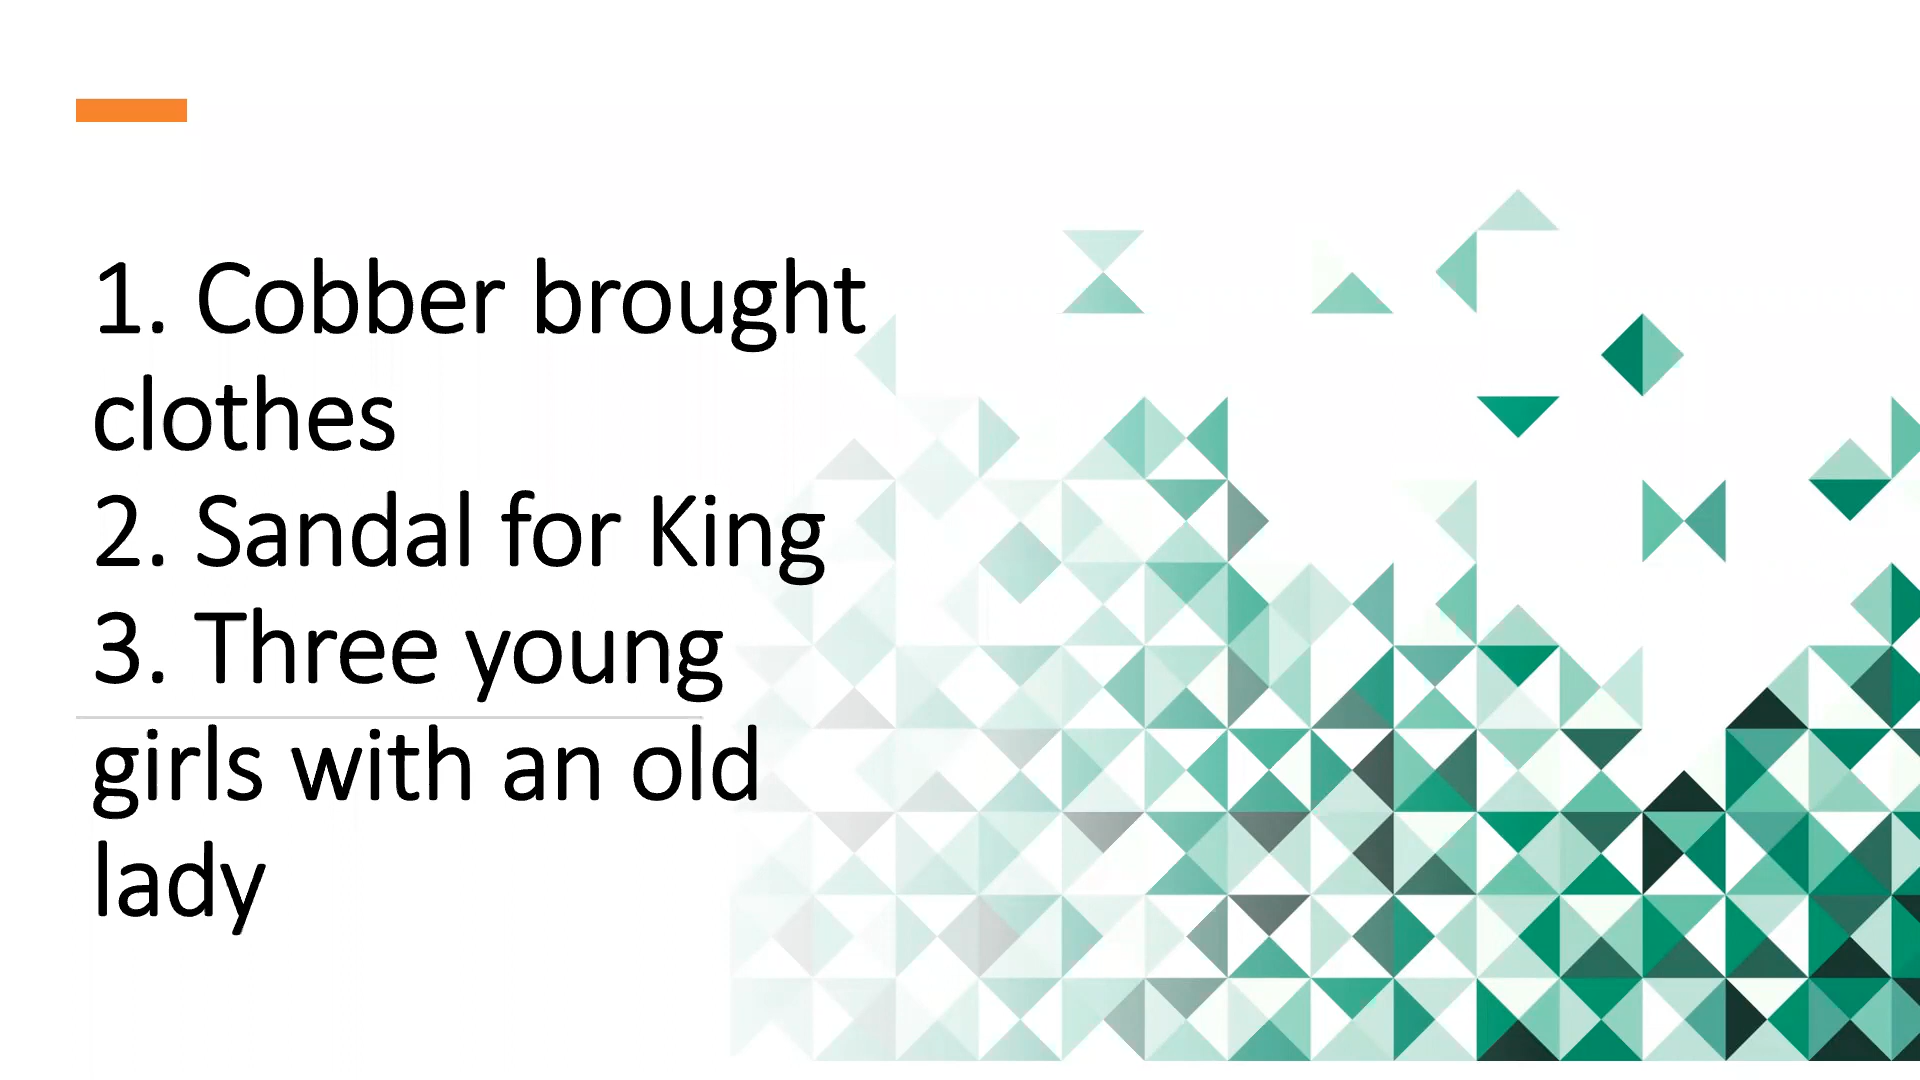 1. Cobber brought
clothes
2. Sandal for King
3. Three young
girls with an old
lady